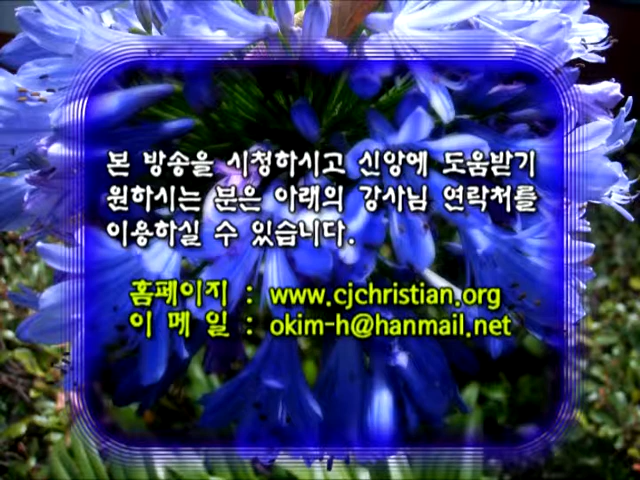 본 방송을 시청하시고 신앙에 도움받기
원하시는 분은 아래의 강사님 연락처를
이용하실 수 있습니다.
홈페이지 : www.cjchristian.org
이 메 일 : okim-h@hanmail.net